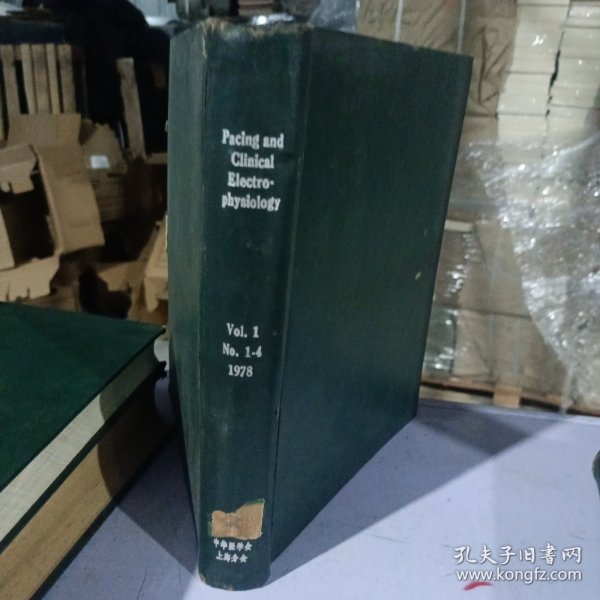 Pacing and
Clinical
Electro-
physiology
Vol. 1
No. 1-4
1978
中华医学会
上海分会
孔夫子旧书网
www.kongfz.com